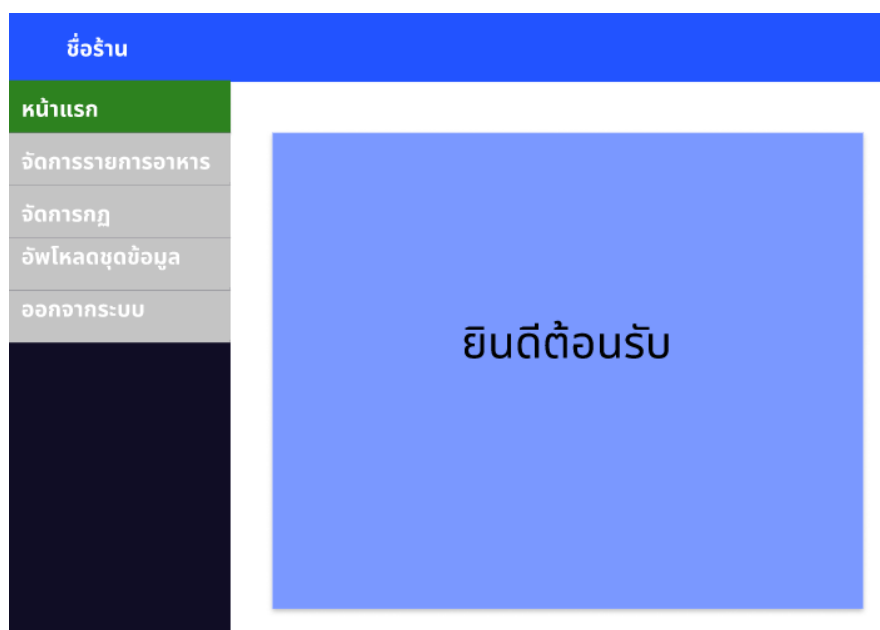 ชื่อร้าน
หน้าแรก
จัดการรายการอาหาร
จัดการกฏ
อัพโหลดชุดข้อมูล
ออกจากระบบ
ยินดีต้อนรับ